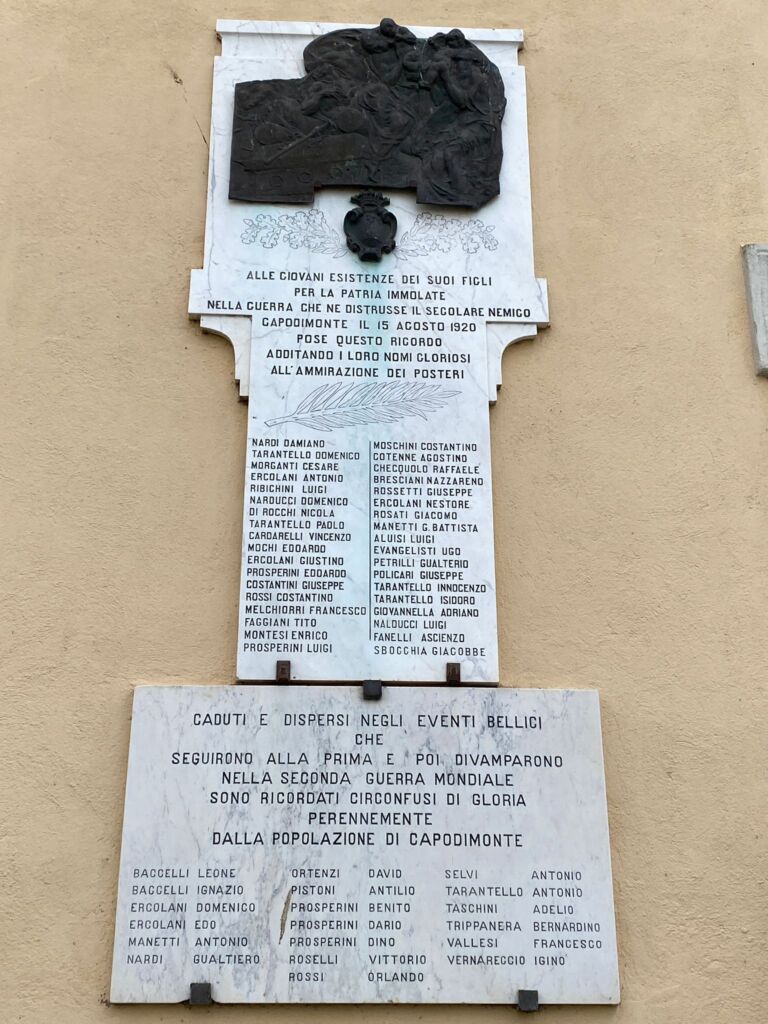 ALLE GIOVANI ESISTENZE DEI SUOI FIGLI
PER LA PATRIA IMMOLATE
NELLA GUERRA CHE NE DISTRUSSE IL SECOLARE NEMICO
CAPODIMONTE IL 15 AGOSTO 1920
POSE QUESTO RICORDO
ADDITANDO I LORO NOMI GLORIOSI
ALL'AMMIRAZIONE DEI POSTERI
NARDI DAMIANO
TARANTELLO DOMENICO
MORGANTI CESARE
ERCOLANI ANTONIO
RIBICHINI LUIGI
NARDUCCI DOMENICO
DI ROCCHI NICOLA
TARANTELLO PAOLO
CARDARELLI VINCENZO
MOCHI EDOARDO
ERCOLANI GIUSTINO
PROSPERINI EDOARDO
COSTANTINI GIUSEPPE
ROSSI COSTANTINO
MELCHIORRI FRANCESCO
FAGGIANI TITO
MONTESI ENRICO
PROSPERINI LUIGI
MOSCHINI COSTANTINO
COTENNE AGOSTINO
CHECQUOLO RAFFAELE
BRESCIANI NAZZARENO
ROSSETTI GIUSEPPE
ERCOLANI NESTORE
ROSATI GIACOMO
MANETTI G. BATTISTA
ALUISI LUIGI
EVANGELISTI UGO
PETRILLI GUALTERIO
POLICARI GIUSEPPE
TARANTELLO INNOCENZO
TARANTELLO ISIDORO
GIOVANNELLA ADRIANO
NALDUCCI LUIGI
FANELLI ASCIENZO
SBOCCHIA GIACOBBE
CADUTI E DISPERSI NEGLI EVENTI BELLICI
CHE
SEGUIRONO ALLA PRIMA E POI DIVAMPARONO
NELLA SECONDA GUERRA MONDIALE
SONO RICORDATI CIRCONFUSI DI GLORIA
PERENNEMENTE
DALLA POPOLAZIONE DI CAPODIMONTE
BACCELLI LEONE
BACCELLI IGNAZIO
ERCOLANI DOMENICO
ERCOLANI EDO
MANETTI ANTONIO
NARDI GUALTIERO
ORTENZI DAVID
PISTONI ANTILIO
PROSPERINI BENITO
PROSPERINI DARIO
PROSPERINI DINO
ROSELLI VITTORIO
ROSSI ORLANDO
SELVI ANTONIO
TARANTELLO ANTONIO
TASCHINI ADELIO
TRIPPANERA BERNARDINO
VALLESI FRANCESCO
VERNARECCIO IGINO